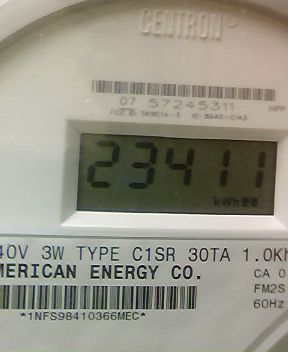 CENTRON®
07 57245311
23411
kWh
40V 3W TYPE C1SR 30TA 1.0Kh
MERICAN ENERGY CO.
CA 0
FM2S
60Hz
*1NFS98410366MEC*